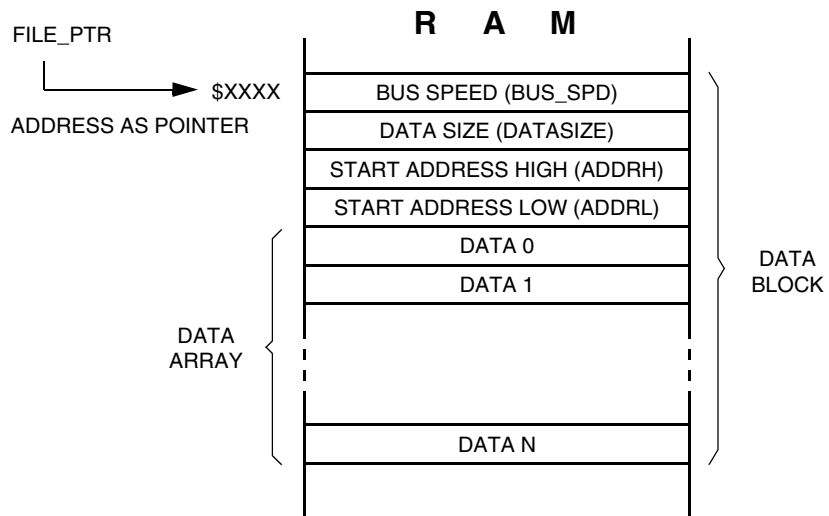 R A M
FILE_PTR
$XXXX
ADDRESS AS POINTER
BUS SPEED (BUS_SPD)
DATA SIZE (DATASIZE)
START ADDRESS HIGH (ADDRH)
START ADDRESS LOW (ADDRL)
DATA 0
DATA 1
DATA N
DATA
ARRAY
DATA
BLOCK